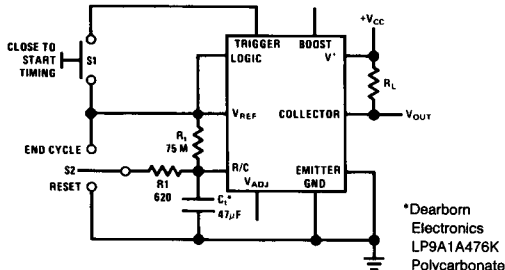 +VCC
CLOSE TO
START
TIMING
S1
TRIGGER BOOST
LOGIC V+
RL
VREF COLLECTOR VOUT
Rt
75 M
END CYCLE
S2
RESET
R1
620
R/C
EMITTER
VADJ GND
Ct*
47μF
*Dearborn
Electronics
LP9A1A476K
Polycarbonate